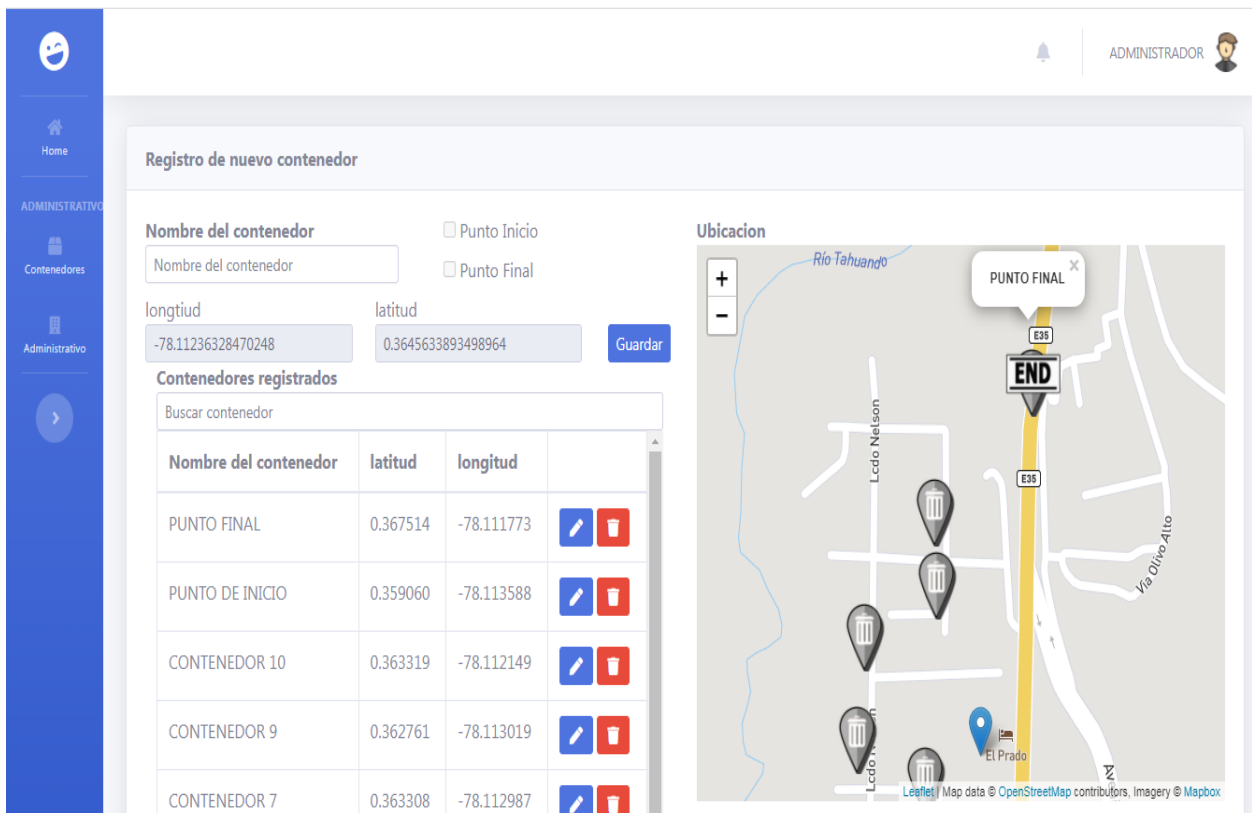 ADMINISTRADOR
Home
ADMINISTRATIVO
Contenedores
Administrativo
Registro de nuevo contenedor
Nombre del contenedor
Punto Inicio
Nombre del contenedor
Punto Final
longtiud
latitud
-78.11236328470248
0.3645633893498964
Guardar
Contenedores registrados
Buscar contenedor
Nombre del contenedor latitud longitud
PUNTO FINAL 0.367514 -78.111773
PUNTO DE INICIO 0.359060 -78.113588
CONTENEDOR 10 0.363319 -78.112149
CONTENEDOR 9 0.362761 -78.113019
CONTENEDOR 7 0.363308 -78.112987
Ubicacion
+
−
Río Tahuando
PUNTO FINAL ×
E35
END
Lcdo Nelson
E35
Via Olivo Alto
El Prado
Leaflet | Map data © OpenStreetMap contributors, Imagery © Mapbox